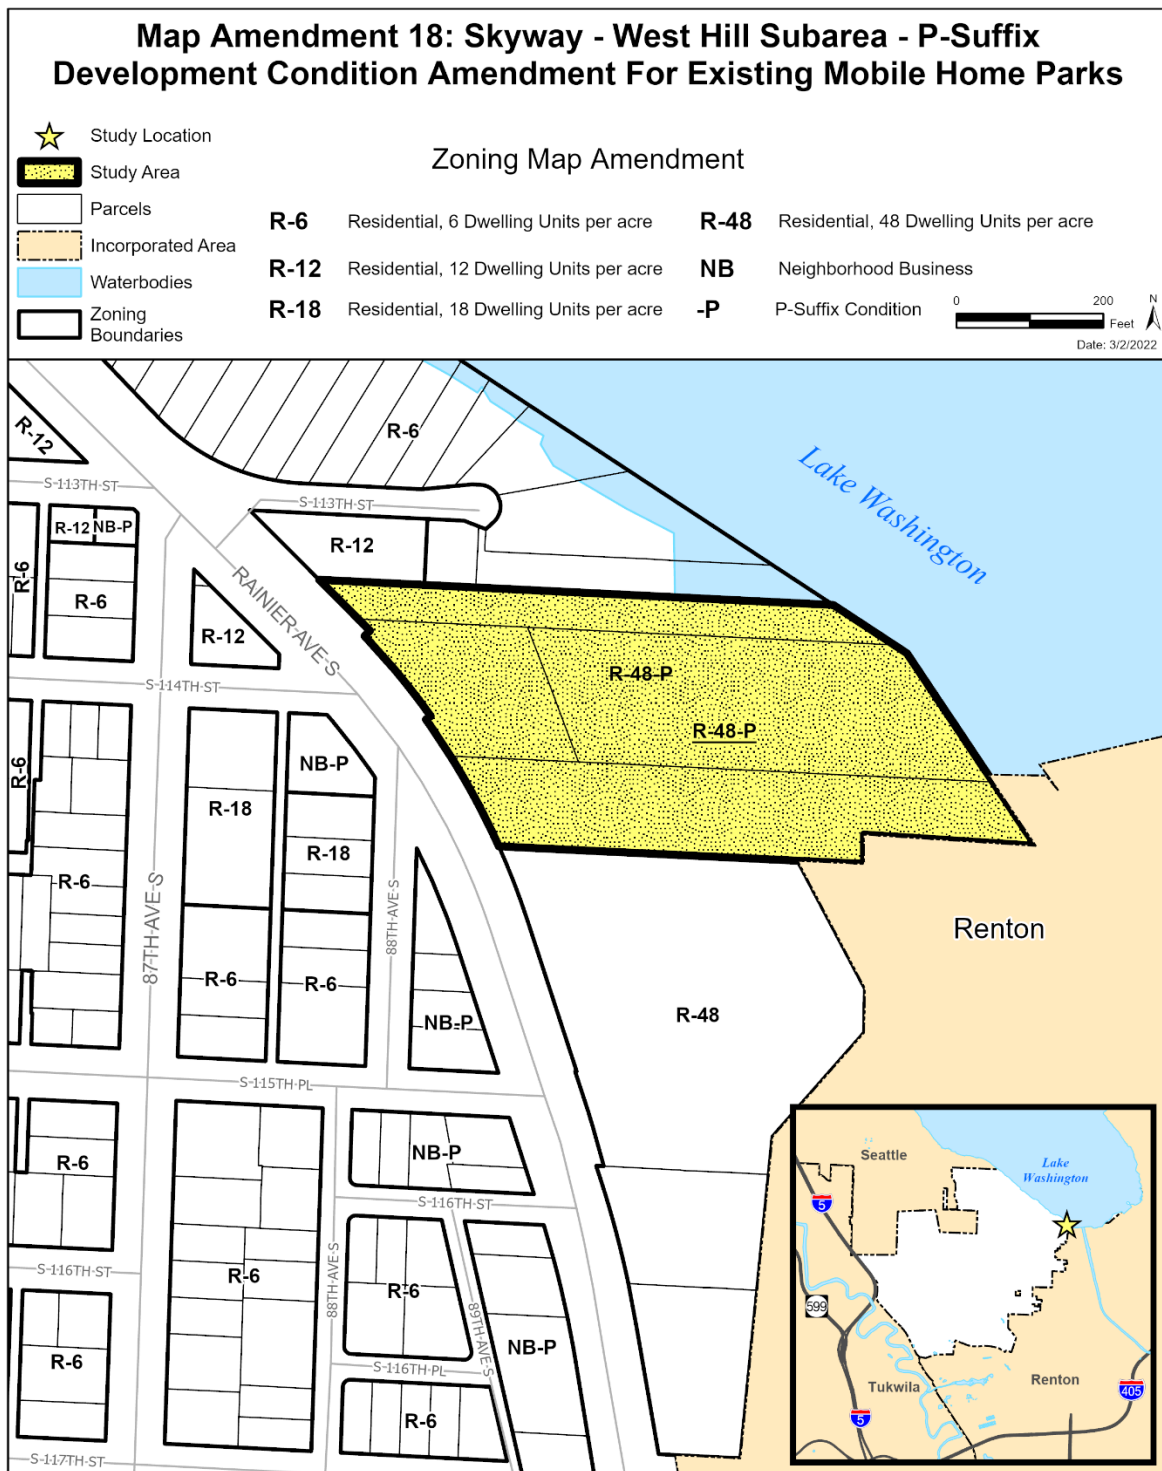 Map Amendment 18: Skyway - West Hill Subarea - P-Suffix
Development Condition Amendment For Existing Mobile Home Parks
Zoning Map Amendment
Study Location
Study Area
Parcels
Incorporated Area
Waterbodies
Zoning
Boundaries
R-6 Residential, 6 Dwelling Units per acre
R-12 Residential, 12 Dwelling Units per acre
R-18 Residential, 18 Dwelling Units per acre
R-48 Residential, 48 Dwelling Units per acre
NB Neighborhood Business
-P P-Suffix Condition
0 200
Feet
N
Date: 3/2/2022
R-12
R-6
S 113TH ST
S 113TH ST
Lake Washington
R-12 NB-P
R-12
R-6
R-6
R-12
RAINIER AVE S
R-48-P
R-48-P
S 114TH ST
R-6
NB-P
R-18
R-18
R-6
87TH AVE S
88TH AVE S
Renton
R-6
R-6
NB-P
R-48
S 115TH PL
R-6
NB-P
S 116TH ST
S 116TH ST
R-6
88TH AVE S
R-6
89TH AVE S
NB-P
R-6
S 116TH PL
R-6
S 117TH ST
Seattle
Lake
Washington
5
599
Tukwila
Renton
405
5